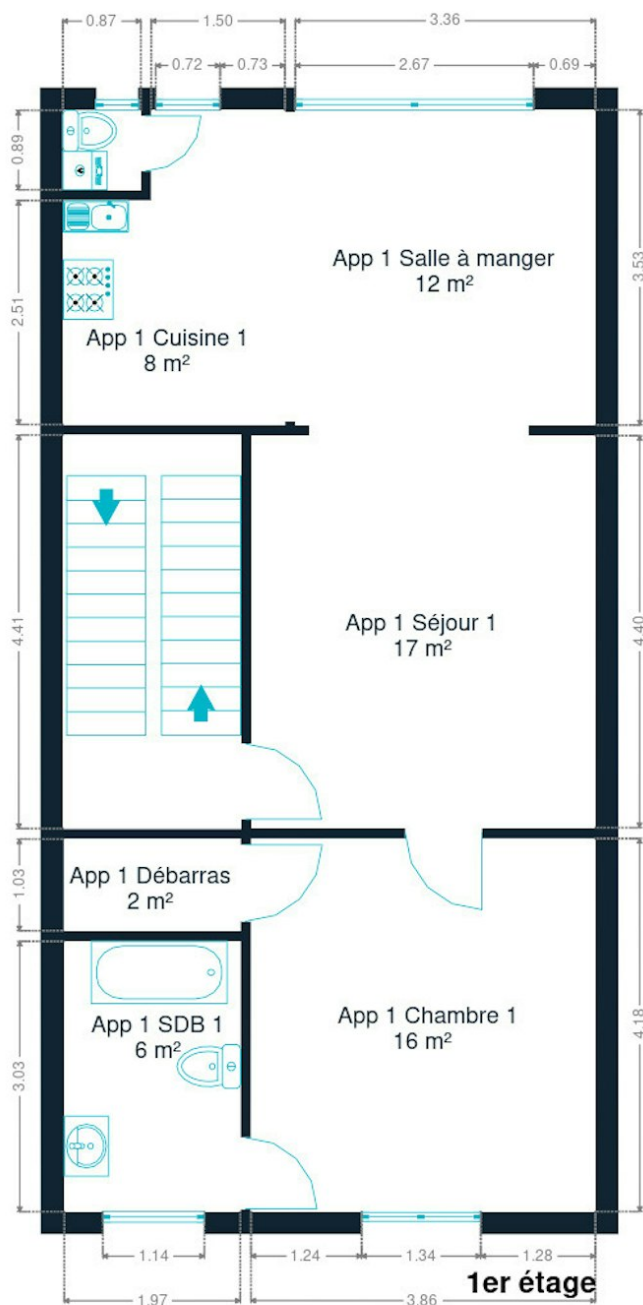 0.87
1.50
3.36
0.72
0.73
2.67
0.69
0.89
2.51
3.53
App 1 Salle à manger
12 m²
App 1 Cuisine 1
8 m²
4.41
4.40
App 1 Séjour 1
17 m²
1.03
App 1 Débarras
2 m²
3.03
4.18
App 1 SDB 1
6 m²
App 1 Chambre 1
16 m²
1.14
1.24
1.34
1.28
1.97
3.86
1er étage